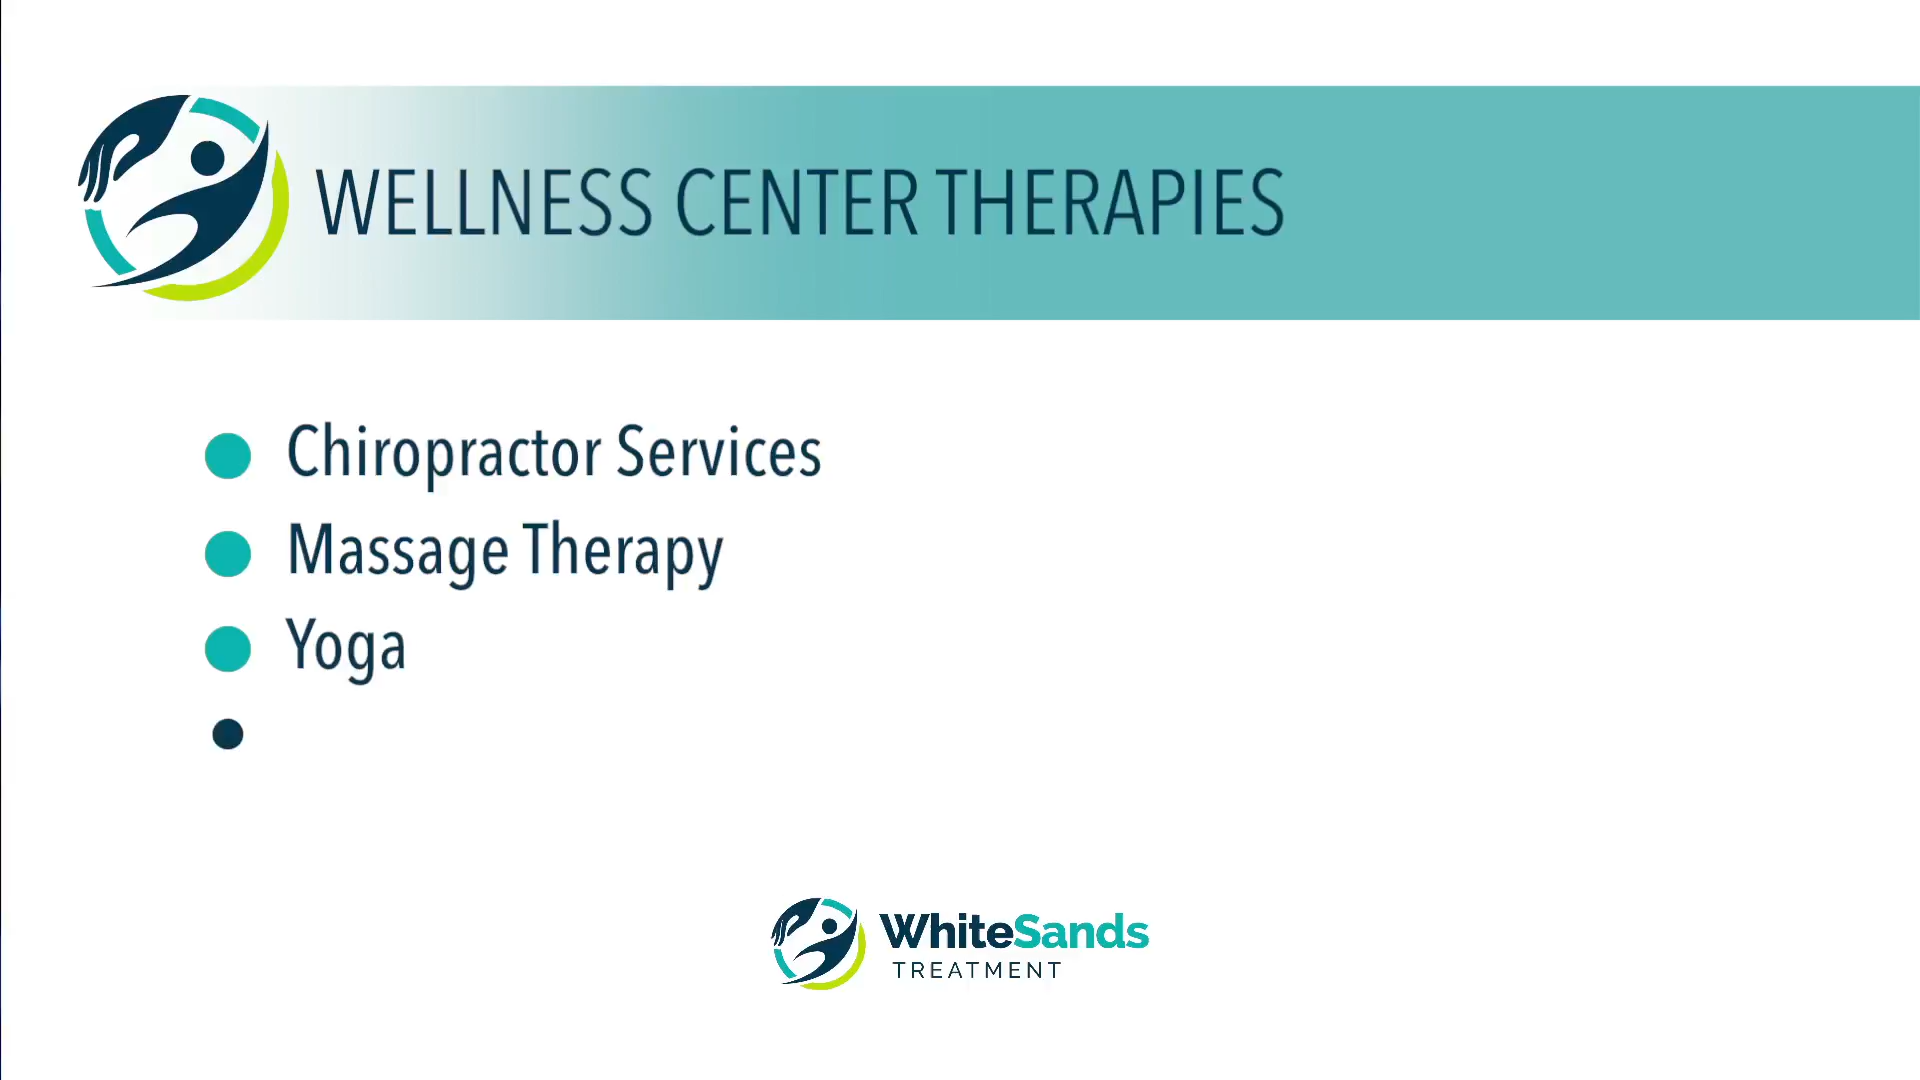 WELLNESS CENTER THERAPIES
Chiropractor Services
Massage Therapy
Yoga
WhiteSands
TREATMENT